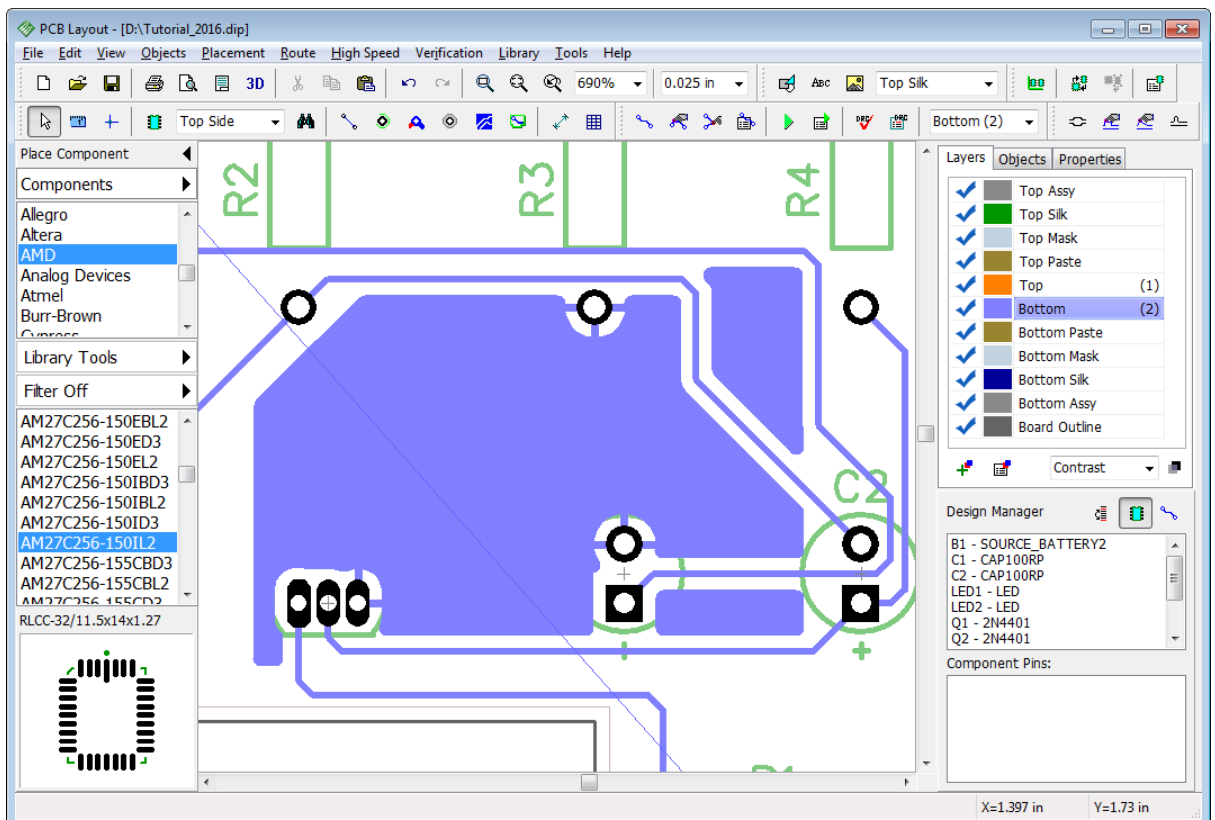 PCB Layout - [D:\Tutorial_2016.dip]
File Edit View Objects Placement Route High Speed Verification Library Tools Help
3D 690% 0.025 in ABC Top Silk
Top Side DRC DRC Bottom (2)
Place Component
Components
Allegro
Altera
AMD
Analog Devices
Atmel
Burr-Brown
Cypress
Library Tools
Filter Off
AM27C256-150EBL2
AM27C256-150ED3
AM27C256-150EL2
AM27C256-150IBD3
AM27C256-150IBL2
AM27C256-150ID3
AM27C256-150IL2
AM27C256-155CBD3
AM27C256-155CBL2
AM27C256-155CD3
RLCC-32/11.5x14x1.27
R2
R3
R4
C2
+
Layers Objects Properties
Top Assy
Top Silk
Top Mask
Top Paste
Top (1)
Bottom (2)
Bottom Paste
Bottom Mask
Bottom Silk
Bottom Assy
Board Outline
Contrast
Design Manager
B1 - SOURCE_BATTERY2
C1 - CAP100RP
C2 - CAP100RP
LED1 - LED
LED2 - LED
Q1 - 2N4401
Q2 - 2N4401
Component Pins:
X=1.397 in Y=1.73 in